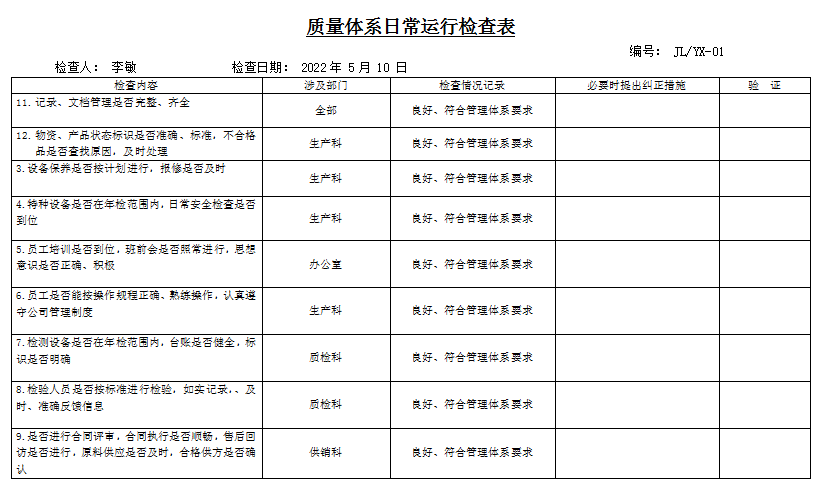 质量体系日常运行检查表
编号： JL/YX-01
检查人： 李敏 检查日期： 2022 年 5 月 10 日
检查内容 涉及部门 检查情况记录 必要时提出纠正措施 验 证
11.记录、文档管理是否完整、齐全
全部 良好、符合管理体系要求
12.物资、产品状态标识是否准确、标准，不合格
品是否查找原因，及时处理
生产科 良好、符合管理体系要求
3.设备保养是否按计划进行，报修是否及时
生产科 良好、符合管理体系要求
4.特种设备是否在年检范围内，日常安全检查是否
到位
生产科 良好、符合管理体系要求
5.员工培训是否到位，班前会是否照常进行，思想
意识是否正确、积极
办公室 良好、符合管理体系要求
6.员工是否能按操作规程正确、熟练操作，认真遵
守公司管理制度
生产科 良好、符合管理体系要求
7.检测设备是否在年检范围内，台账是否健全，标
识是否明确
质检科 良好、符合管理体系要求
8.检验人员是否按标准进行检验，如实记录，、及
时、准确反馈信息
质检科 良好、符合管理体系要求
9.是否进行合同评审，合同执行是否顺畅，售后回
访是否进行，原料供应是否及时，合格供方是否确
认
供销科 良好、符合管理体系要求